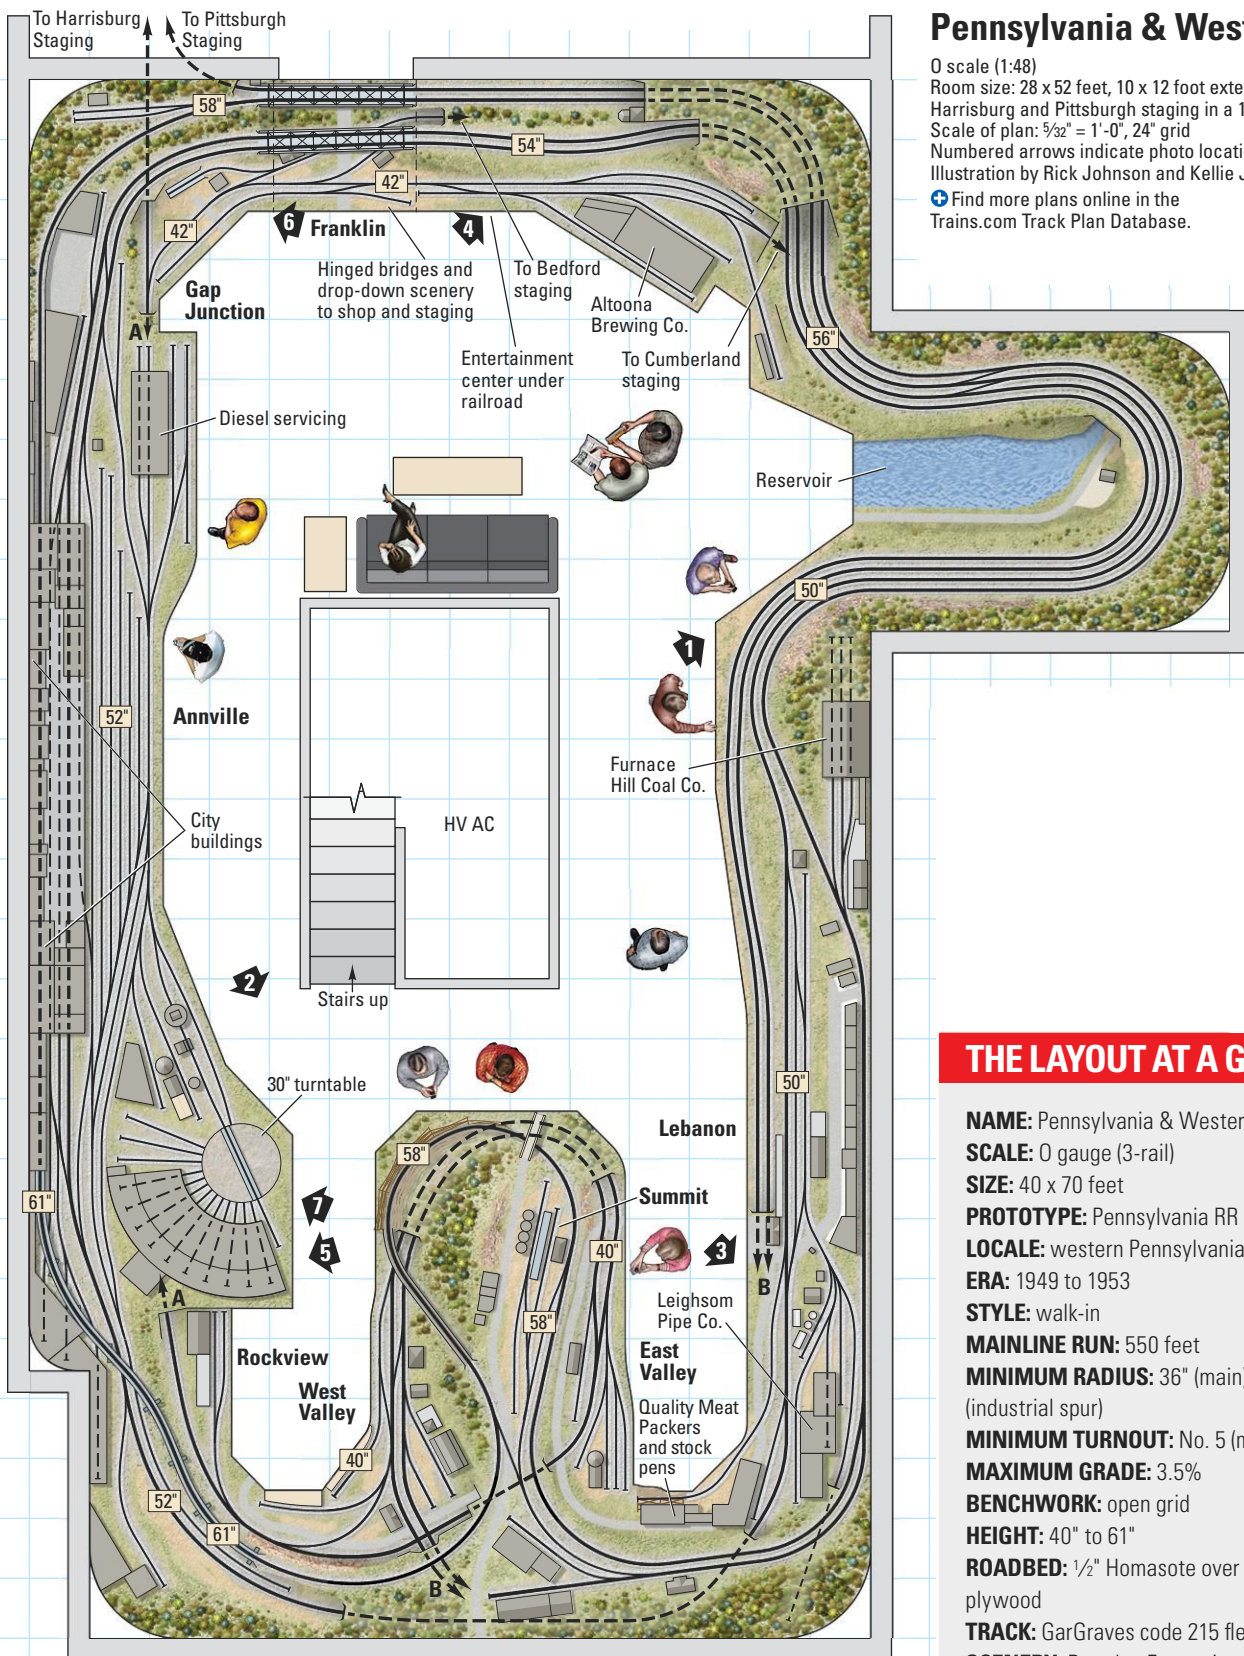 To Harrisburg
Staging
To Pittsburgh
Staging
Pennsylvania & West
O scale (1:48)
Room size: 28 x 52 feet, 10 x 12 foot exte
Harrisburg and Pittsburgh staging in a 1
Scale of plan: 5/32" = 1'-0", 24" grid
Numbered arrows indicate photo locati
Illustration by Rick Johnson and Kellie J
Find more plans online in the
Trains.com Track Plan Database.
58"
54"
42"
42"
6
Franklin
4
Gap
Junction
Hinged bridges and
drop-down scenery
to shop and staging
To Bedford
staging
Altoona
Brewing Co.
A
Entertainment
center under
railroad
To Cumberland
staging
56"
Diesel servicing
Reservoir
50"
1
52"
Annville
Furnace
Hill Coal Co.
City
buildings
HV AC
2
Stairs up
30" turntable
50"
Lebanon
58"
61"
7
Summit
5
40"
3
A
B
Leighsom
Pipe Co.
58"
Rockview
East
Valley
West
Valley
Quality Meat
Packers
and stock
pens
40"
52"
61"
B
THE LAYOUT AT A G
NAME: Pennsylvania & Wester
SCALE: O gauge (3-rail)
SIZE: 40 x 70 feet
PROTOTYPE: Pennsylvania RR
LOCALE: western Pennsylvania
ERA: 1949 to 1953
STYLE: walk-in
MAINLINE RUN: 550 feet
MINIMUM RADIUS: 36" (main)
(industrial spur)
MINIMUM TURNOUT: No. 5 (m
MAXIMUM GRADE: 3.5%
BENCHWORK: open grid
HEIGHT: 40" to 61"
ROADBED: 1/2" Homasote over
plywood
TRACK: GarGraves code 215 fle